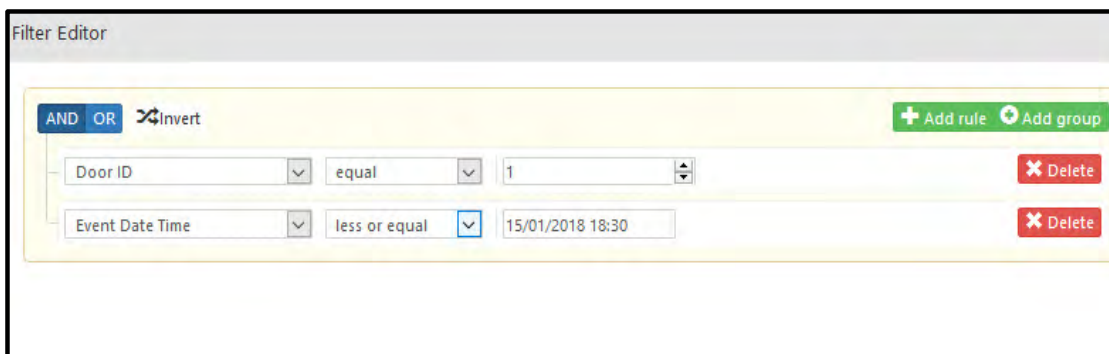 Filter Editor
AND OR Invert Add rule Add group
Door ID equal 1 Delete
Event Date Time less or equal 15/01/2018 18:30 Delete